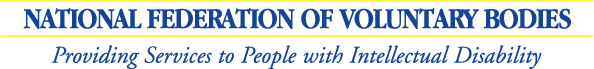 NATIONAL FEDERATION OF VOLUNTARY BODIES
Providing Services to People with Intellectual Disability